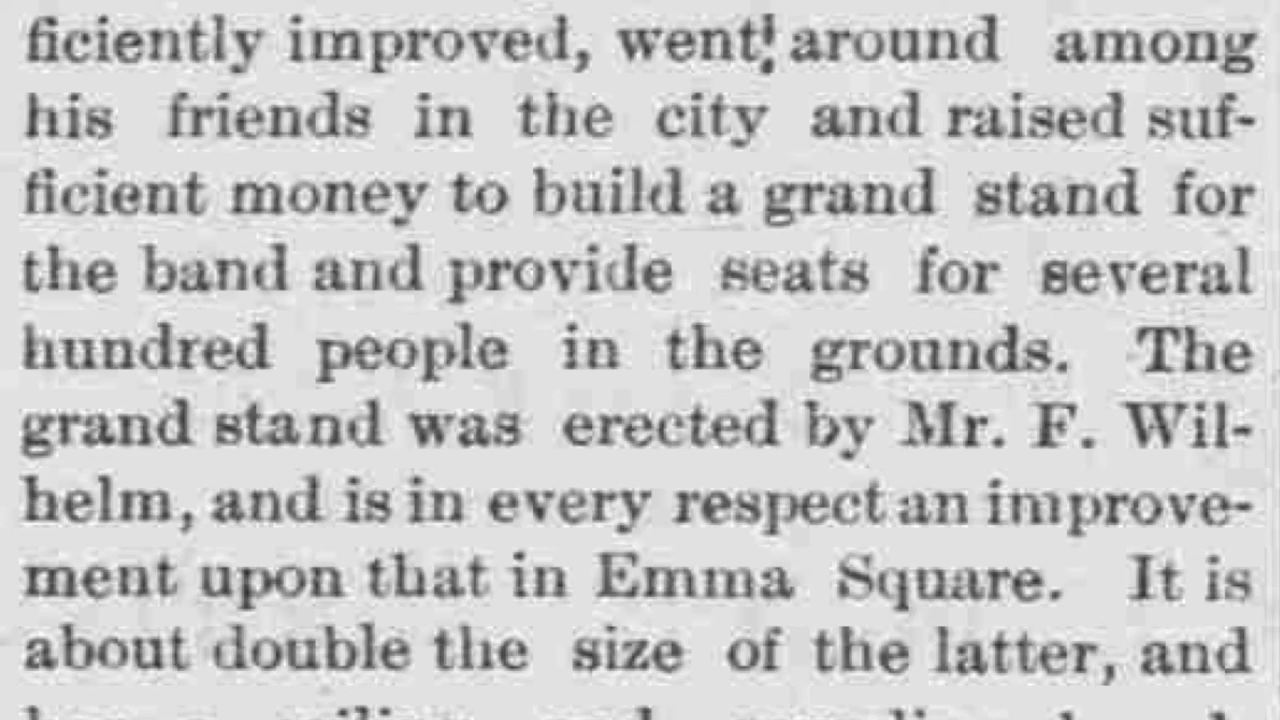 ficiently improved, went around among
his friends in the city and raised suf-
ficient money to build a grand stand for
the band and provide seats for several
hundred people in the grounds. The
grand stand was erected by Mr. F. Wil-
helm, and is in every respect an improve-
ment upon that in Emma Square. It is
about double the size of the latter, and